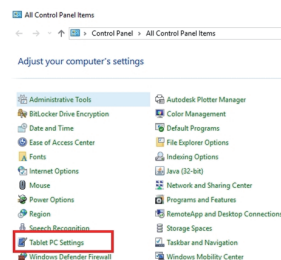 All Control Panel Items
Control Panel > All Control Panel Items
Adjust your computer's settings
Administrative Tools
BitLocker Drive Encryption
Date and Time
Ease of Access Center
Fonts
Internet Options
Mouse
Power Options
Region
Speech Recognition
Tablet PC Settings
Windows Defender Firewall
Autodesk Plotter Manager
Color Management
Default Programs
File Explorer Options
Indexing Options
Java (32-bit)
Network and Sharing Center
Programs and Features
RemoteApp and Desktop Connections
Storage Spaces
Taskbar and Navigation
Windows Mobility Center